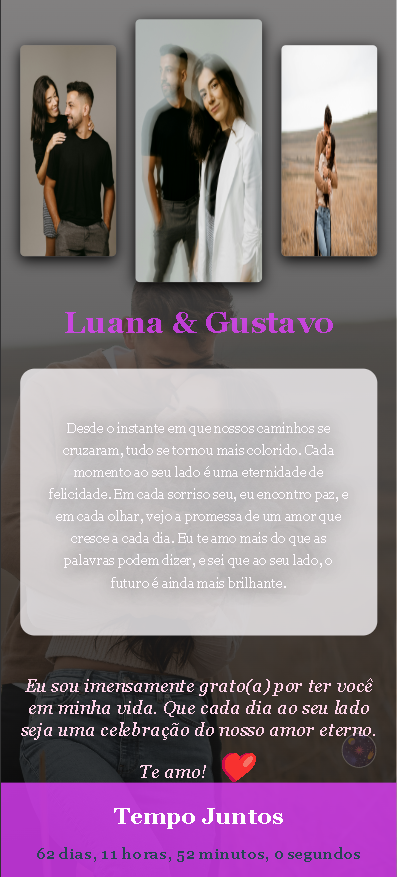 Luana & Gustavo
Desde o instante em que nossos caminhos se
cruzaram, tudo se tornou mais colorido. Cada
momento ao seu lado é uma eternidade de
felicidade. Em cada sorriso seu, eu encontro paz, e
em cada olhar, vejo a promessa de um amor que
cresce a cada dia. Eu te amo mais do que as
palavras podem dizer, e sei que ao seu lado, o
futuro é ainda mais brilhante.
Eu sou imensamente grato(a) por ter você
em minha vida. Que cada dia ao seu lado
seja uma celebração do nosso amor eterno.
Te amo! ❤️
Tempo Juntos
62 dias, 11 horas, 52 minutos, 0 segundos